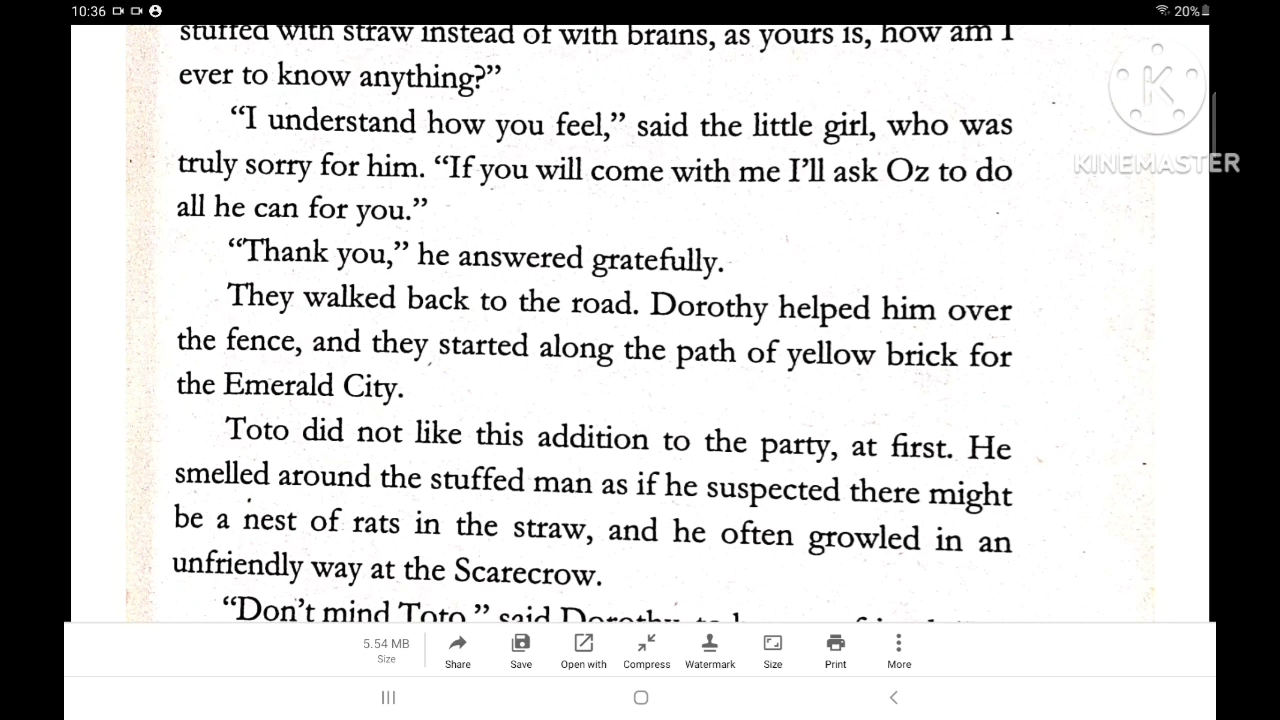 10:36
20%
stuffed with straw instead of with brains, as yours is, how am I
ever to know anything?”
“I understand how you feel,” said the little girl, who was
truly sorry for him. “If you will come with me I’ll ask Oz to do
all he can for you.”
“Thank you,” he answered gratefully.
They walked back to the road. Dorothy helped him over
the fence, and they started along the path of yellow brick for
the Emerald City.
Toto did not like this addition to the party, at first. He
smelled around the stuffed man as if he suspected there might
be a nest of rats in the straw, and he often growled in an
unfriendly way at the Scarecrow.
“Don’t mind Toto,” said Dorothy, to
K
KINEMASTER
5.54 MB
Size
Share
Save
Open with
Compress
Watermark
Size
Print
More